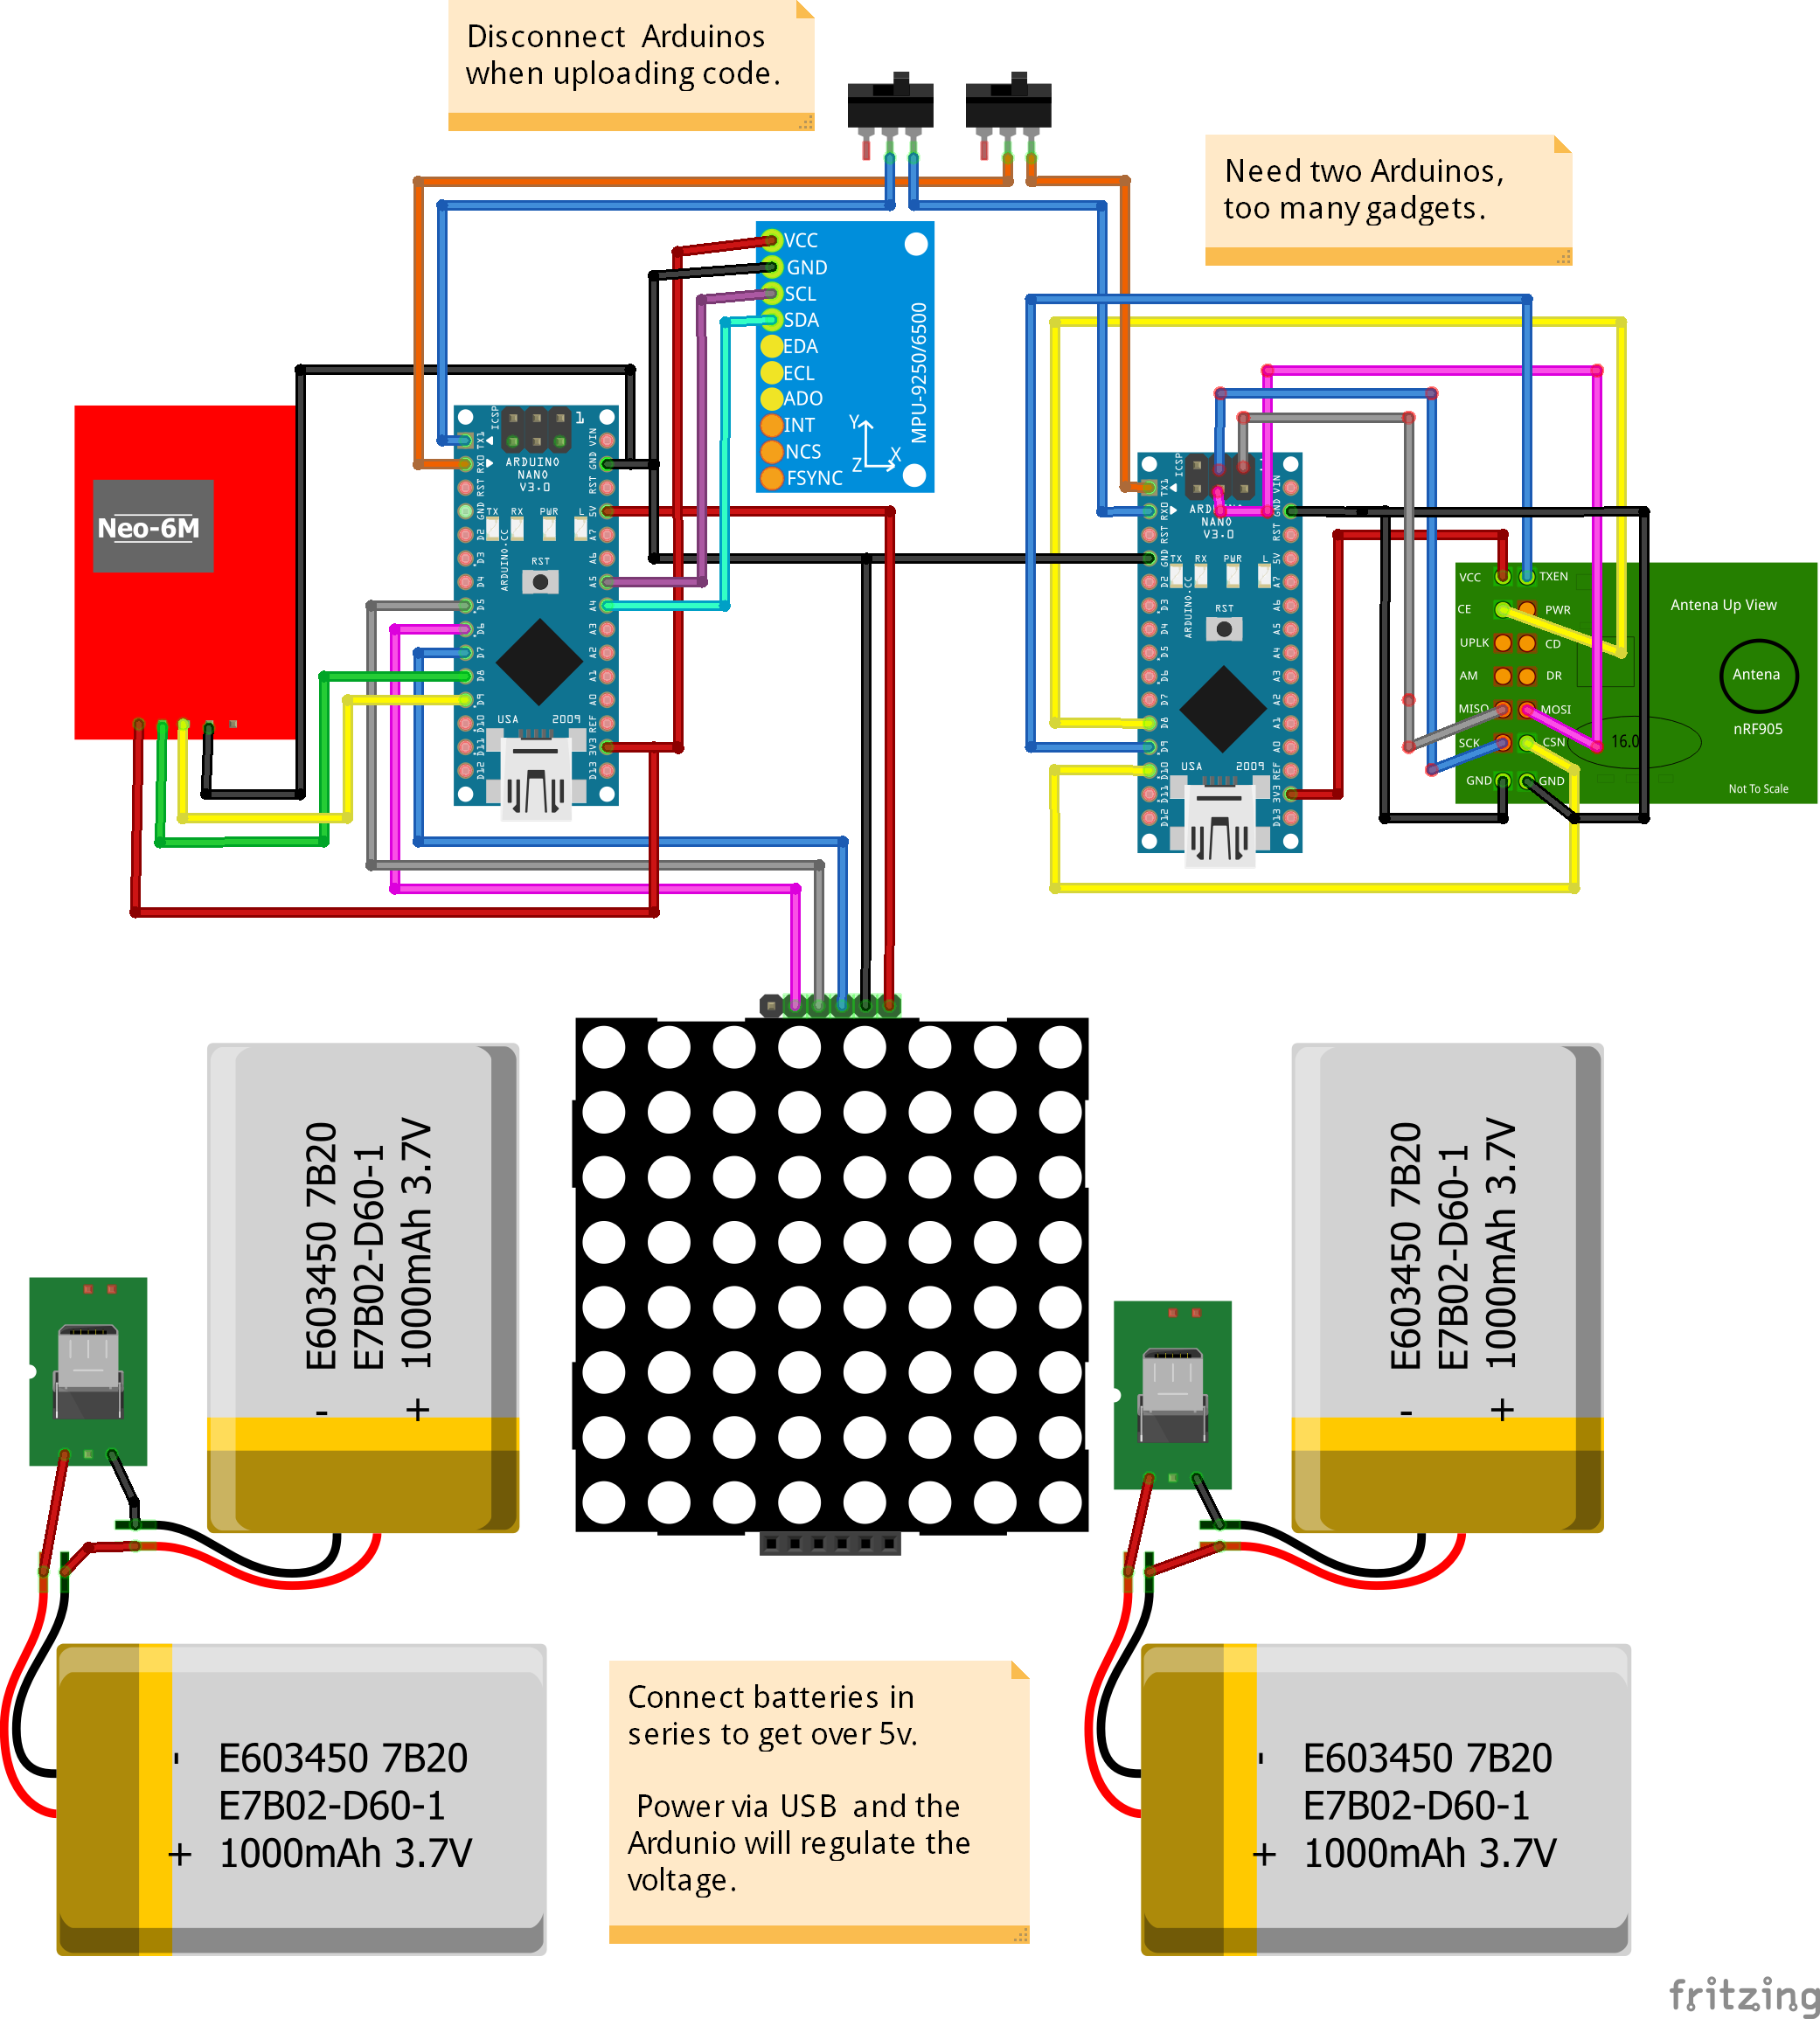 Disconnect Arduinos
when uploading code.
Need two Arduinos,
too many gadgets.
VCC
GND
SCL
SDA
EDA
ECL
ADO
INT
NCS
FSYNC
MPU-9250/6500
Y
X
Z
Neo-6M
ICSP
1
TX1
RX0
RST
GND
D2
D3
D4
D5
D6
D7
D8
D9
D10
D11
D12
VIN
GND
RST
5V
A7
A6
A5
A4
A3
A2
A1
A0
REF
3V3
D13
ARDUINO
NANO
V3.0
TX
RX
PWR
L
RST
ARDUINO.CC
USA
2009
ICSP
TX1
RX0
RST
GND
D2
D3
D4
D5
D6
D7
D8
D9
D10
D11
D12
VIN
GND
RST
5V
A7
A6
A5
A4
A3
A2
A1
A0
REF
3V3
D13
ARDUINO
NANO
V3.0
TX
RX
PWR
L
RST
ARDUINO.CC
USA
2009
VCC
TXEN
CE
PWR
UPLK
CD
AM
DR
MISO
MOSI
SCK
CSN
GND
GND
Antena Up View
Antena
nRF905
16.0
Not To Scale
E603450 7B20
E7B02-D60-1
1000mAh 3.7V
- +
E603450 7B20
E7B02-D60-1
1000mAh 3.7V
- +
- E603450 7B20
E7B02-D60-1
+ 1000mAh 3.7V
Connect batteries in
series to get over 5v.
Power via USB and the
Ardunio will regulate the
voltage.
- E603450 7B20
E7B02-D60-1
+ 1000mAh 3.7V
fritzing